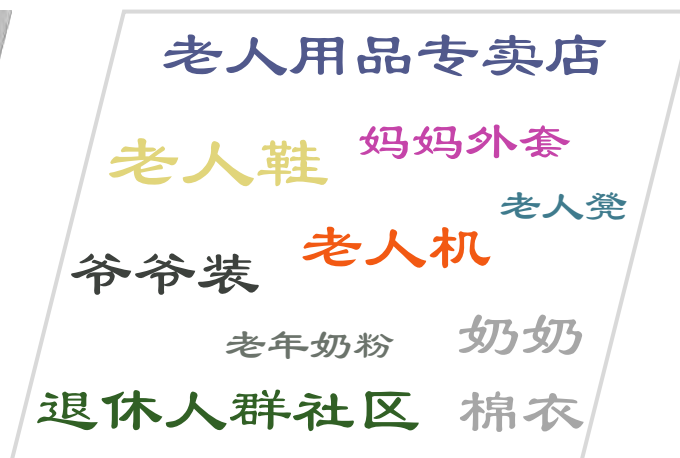 老人用品专卖店
老人鞋
妈妈外套
老人凳
老人机
爷爷装
老年奶粉
奶奶
棉衣
退休人群社区